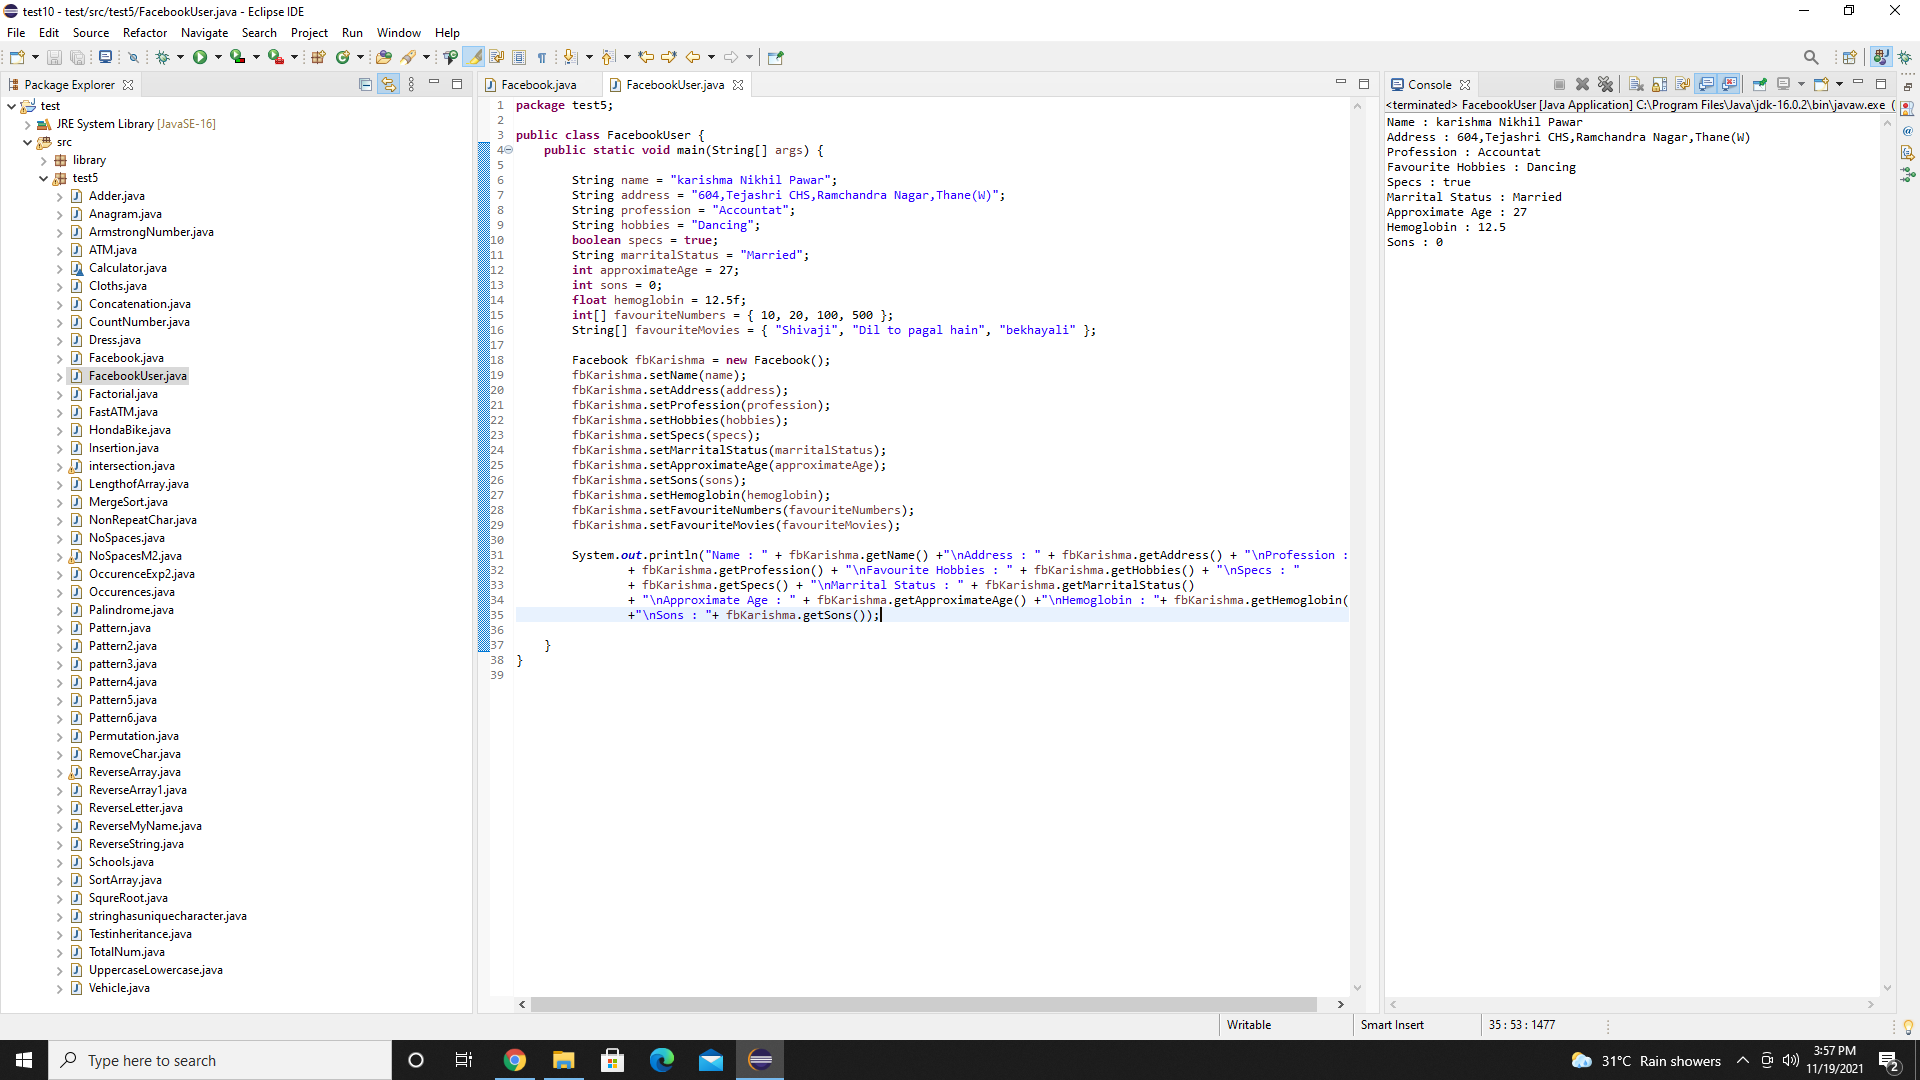 test10 - test/src/test5/FacebookUser.java - Eclipse IDE
File Edit Source Refactor Navigate Search Project Run Window Help
Package Explorer
test
JRE System Library [JavaSE-16]
src
library
test5
Adder.java
Anagram.java
ArmstrongNumber.java
ATM.java
Calculator.java
Cloths.java
Concatenation.java
CountNumber.java
Dress.java
Facebook.java
FacebookUser.java
Factorial.java
FastATM.java
HondaBike.java
Insertion.java
intersection.java
LengthofArray.java
MergeSort.java
NonRepeatChar.java
NoSpaces.java
NoSpacesM2.java
OccurenceExp2.java
Occurences.java
Palindrome.java
Pattern.java
Pattern2.java
pattern3.java
Pattern4.java
Pattern5.java
Pattern6.java
Permutation.java
RemoveChar.java
ReverseArray.java
ReverseArray1.java
ReverseLetter.java
ReverseMyName.java
ReverseString.java
Schools.java
SortArray.java
SqureRoot.java
stringhasuniquecharacter.java
Testinheritance.java
TotalNum.java
UppercaseLowercase.java
Vehicle.java
Facebook.java FacebookUser.java
1 package test5;
2
3 public class FacebookUser {
4 public static void main(String[] args) {
5
6 String name = "karishma Nikhil Pawar";
7 String address = "604,Tejashri CHS,Ramchandra Nagar,Thane(W)";
8 String profession = "Accountat";
9 String hobbies = "Dancing";
10 boolean specs = true;
11 String marritalStatus = "Married";
12 int approximateAge = 27;
13 int sons = 0;
14 float hemoglobin = 12.5f;
15 int[] favouriteNumbers = { 10, 20, 100, 500 };
16 String[] favouriteMovies = { "Shivaji", "Dil to pagal hain", "bekhayali" };
17
18 Facebook fbKarishma = new Facebook();
19 fbKarishma.setName(name);
20 fbKarishma.setAddress(address);
21 fbKarishma.setProfession(profession);
22 fbKarishma.setHobbies(hobbies);
23 fbKarishma.setSpecs(specs);
24 fbKarishma.setMarritalStatus(marritalStatus);
25 fbKarishma.setApproximateAge(approximateAge);
26 fbKarishma.setSons(sons);
27 fbKarishma.setHemoglobin(hemoglobin);
28 fbKarishma.setFavouriteNumbers(favouriteNumbers);
29 fbKarishma.setFavouriteMovies(favouriteMovies);
30
31 System.out.println("Name : " + fbKarishma.getName() +"\nAddress : " + fbKarishma.getAddress() + "\nProfession :
32 + fbKarishma.getProfession() + "\nFavourite Hobbies : " + fbKarishma.getHobbies() + "\nSpecs : "
33 + fbKarishma.getSpecs() + "\nMarrital Status : " + fbKarishma.getMarritalStatus()
34 + "\nApproximate Age : " + fbKarishma.getApproximateAge() +"\nHemoglobin : "+ fbKarishma.getHemoglobin(
35 +"\nSons : "+ fbKarishma.getSons());
36
37 }
38 }
39
Console
<terminated> FacebookUser [Java Application] C:\Program Files\Java\jdk-16.0.2\bin\javaw.exe (
Name : karishma Nikhil Pawar
Address : 604,Tejashri CHS,Ramchandra Nagar,Thane(W)
Profession : Accountat
Favourite Hobbies : Dancing
Specs : true
Marrital Status : Married
Approximate Age : 27
Hemoglobin : 12.5
Sons : 0
Writable Smart Insert 35 : 53 : 1477
Type here to search
31°C Rain showers
3:57 PM
11/19/2021
2